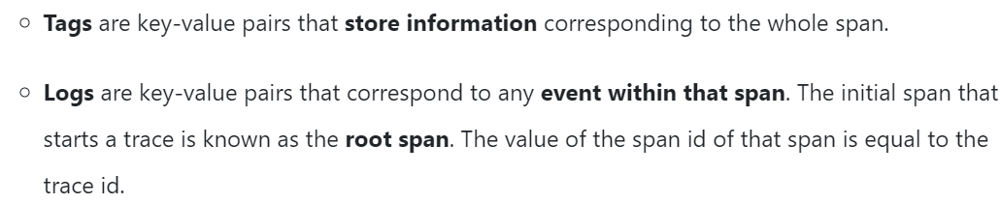 Tags are key-value pairs that store information corresponding to the whole span.
Logs are key-value pairs that correspond to any event within that span. The initial span that
starts a trace is known as the root span. The value of the span id of that span is equal to the
trace id.